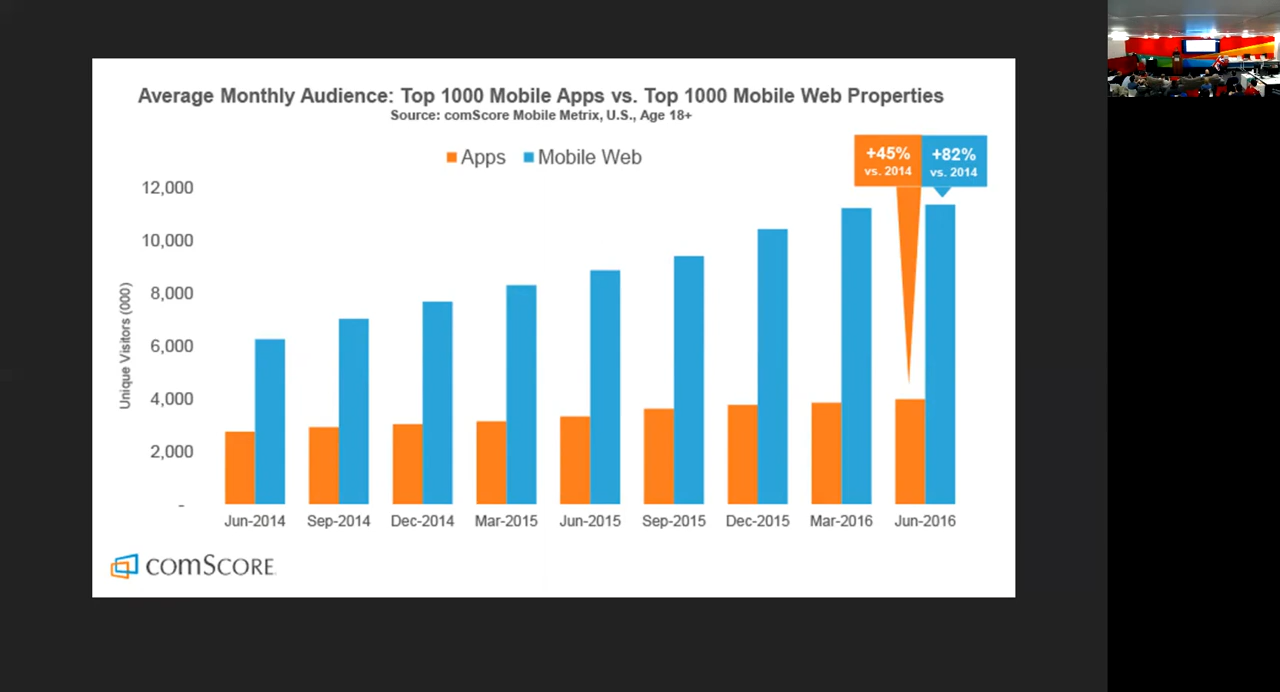 Average Monthly Audience: Top 1000 Mobile Apps vs. Top 1000 Mobile Web Properties
Source: comScore Mobile Metrix, U.S., Age 18+
Apps Mobile Web
+45%
vs. 2014
+82%
vs. 2014
Unique Visitors (000)
12,000
10,000
8,000
6,000
4,000
2,000
-
Jun-2014 Sep-2014 Dec-2014 Mar-2015 Jun-2015 Sep-2015 Dec-2015 Mar-2016 Jun-2016
comScore